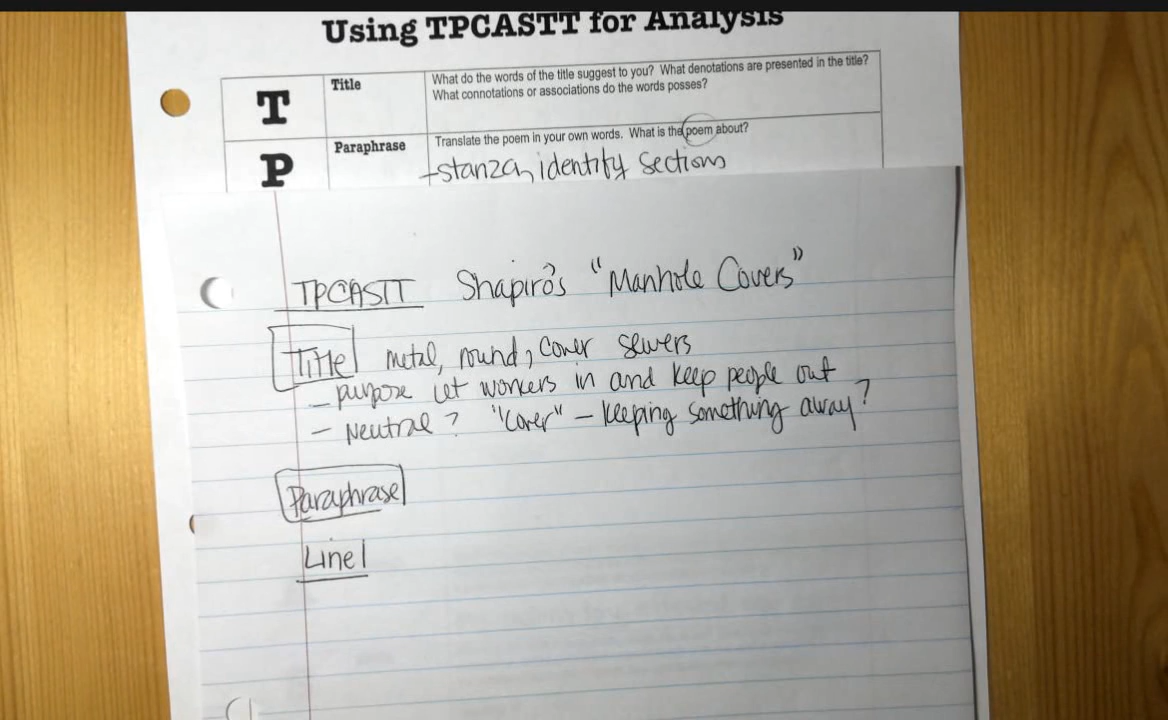 Using TPCASTT for Analysis
T
Title
What do the words of the title suggest to you? What denotations are presented in the title?
What connotations or associations do the words posses?
P
Paraphrase
Translate the poem in your own words. What is the poem about?
-stanza, identify sections
TPCASTT Shapiro's "Manhole Covers"
Title metal, round, cover sewers
- purpose let workers in and keep people out
- Neutral? "Cover" - keeping something away?
Paraphrase
Line 1